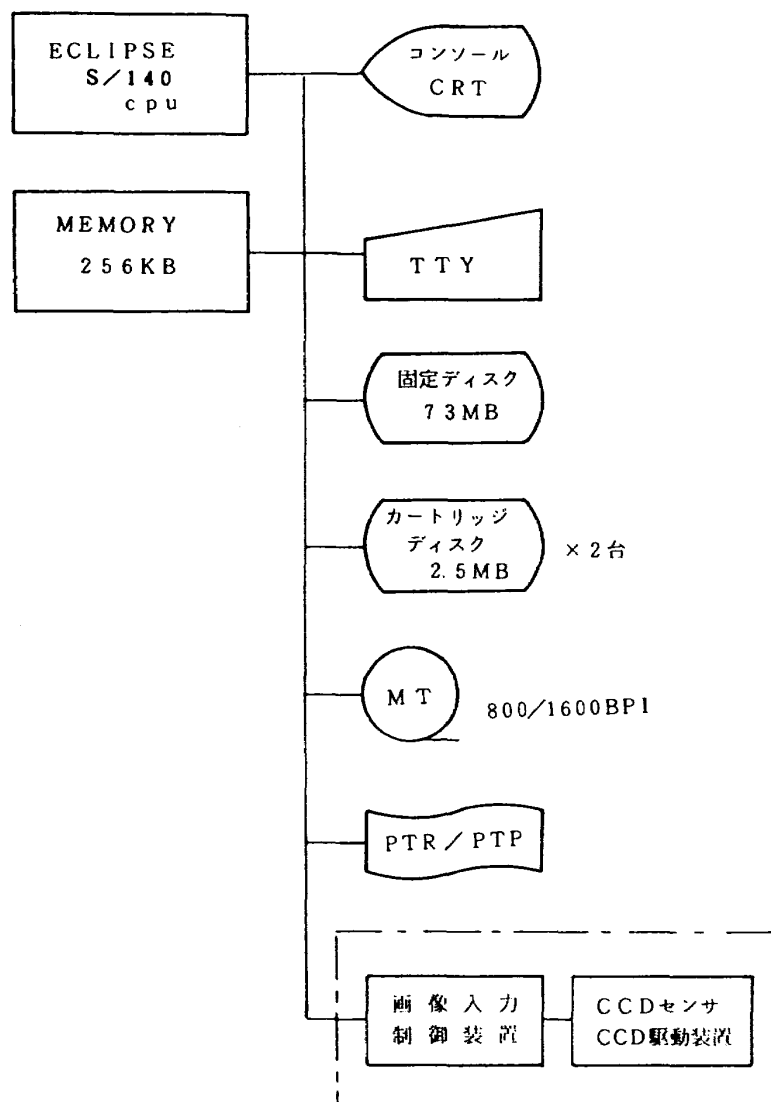 ECLIPSE
S/140
cpu
コンソール
CRT
MEMORY
256KB
TTY
固定ディスク
73MB
カートリッジ
ディスク
2.5MB
×2台
MT
800/1600BPI
PTR/PTP
画像入力
制御装置
CCDセンサ
CCD駆動装置